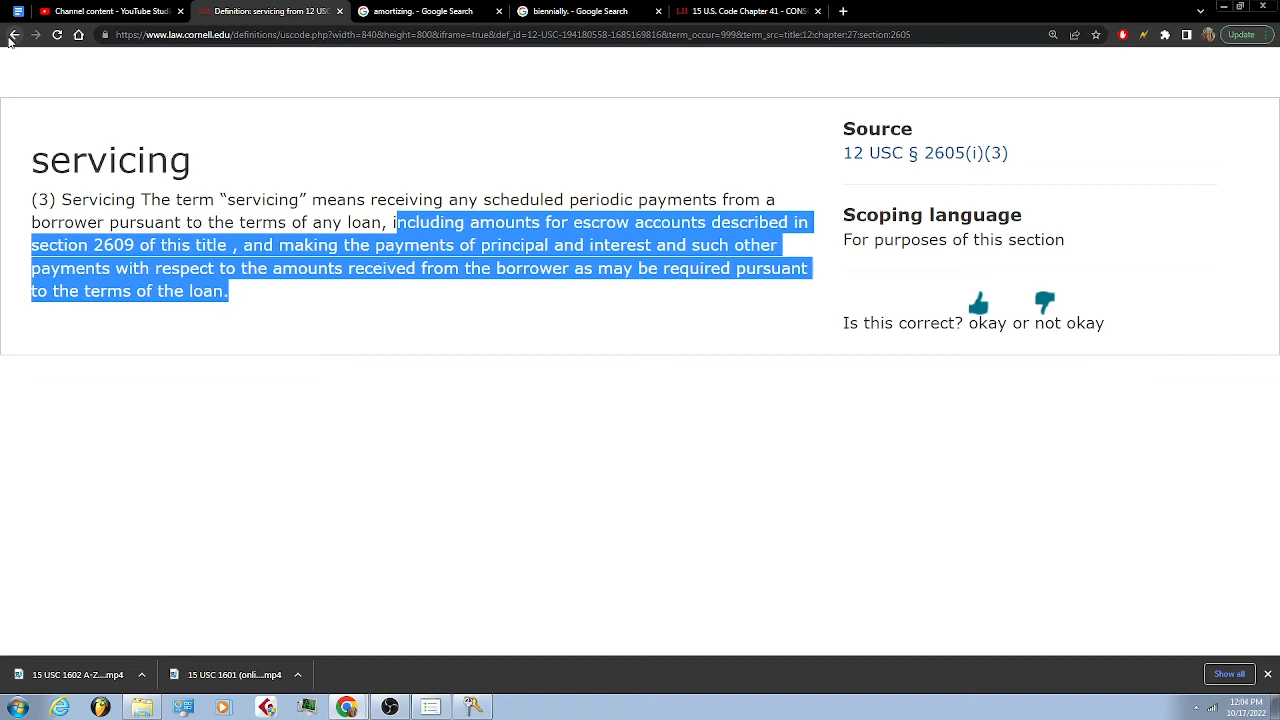 Channel content - YouTube Studi
Definition: servicing from 12 USC
amortizing. - Google Search
biennially. - Google Search
15 U.S. Code Chapter 41 - CONS
https://www.law.cornell.edu/definitions/uscode.php?width=840&height=800&iframe=true&def_id=12-USC-194180558-1685169816&term_occur=999&term_src=title:12:chapter:27:section:2605
Update
servicing
(3) Servicing The term “servicing” means receiving any scheduled periodic payments from a
borrower pursuant to the terms of any loan, including amounts for escrow accounts described in
section 2609 of this title , and making the payments of principal and interest and such other
payments with respect to the amounts received from the borrower as may be required pursuant
to the terms of the loan.
Source
12 USC § 2605(i)(3)
Scoping language
For purposes of this section
Is this correct? okay or not okay
15 USC 1602 A-Z....mp4
15 USC 1601 (onli....mp4
Show all
12:04 PM
10/17/2022